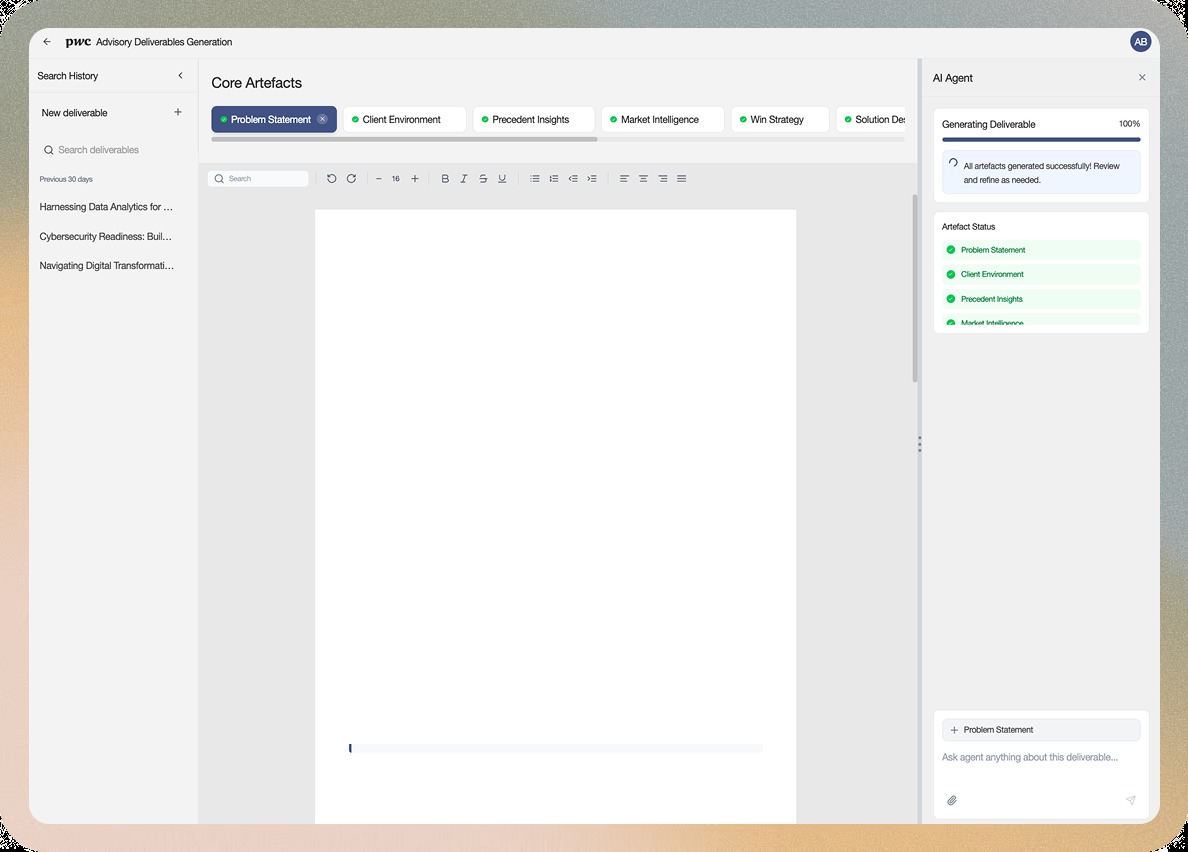 pwc Advisory Deliverables Generation
AB
Search History
New deliverable
Search deliverables
Previous 30 days
Harnessing Data Analytics for ...
Cybersecurity Readiness: Buil...
Navigating Digital Transformati...
Core Artefacts
Problem Statement
Client Environment
Precedent Insights
Market Intelligence
Win Strategy
Solution Des
Search
16
B
I
S
U
AI Agent
Generating Deliverable 100%
All artefacts generated successfully! Review
and refine as needed.
Artefact Status
Problem Statement
Client Environment
Precedent Insights
Market Intelligence
Problem Statement
Ask agent anything about this deliverable...